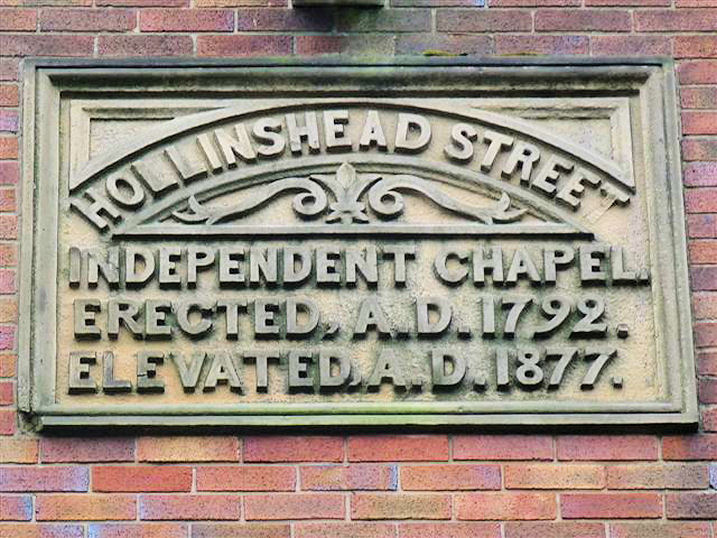 HOLLINSHEAD STREET
INDEPENDENT CHAPEL.
ERECTED, A.D. 1792.
ELEVATED, A.D. 1877.